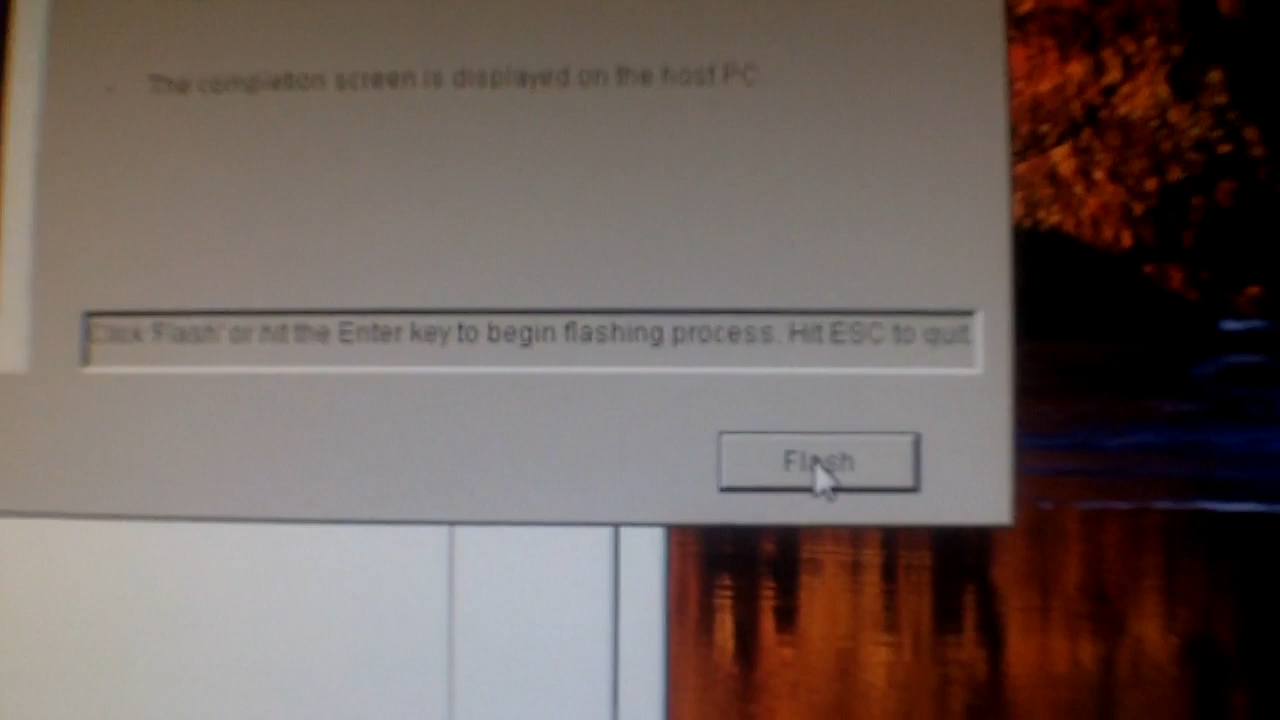 The completion screen is displayed on the host PC
Click 'Flash' or hit the Enter key to begin flashing process. Hit ESC to quit
Flash